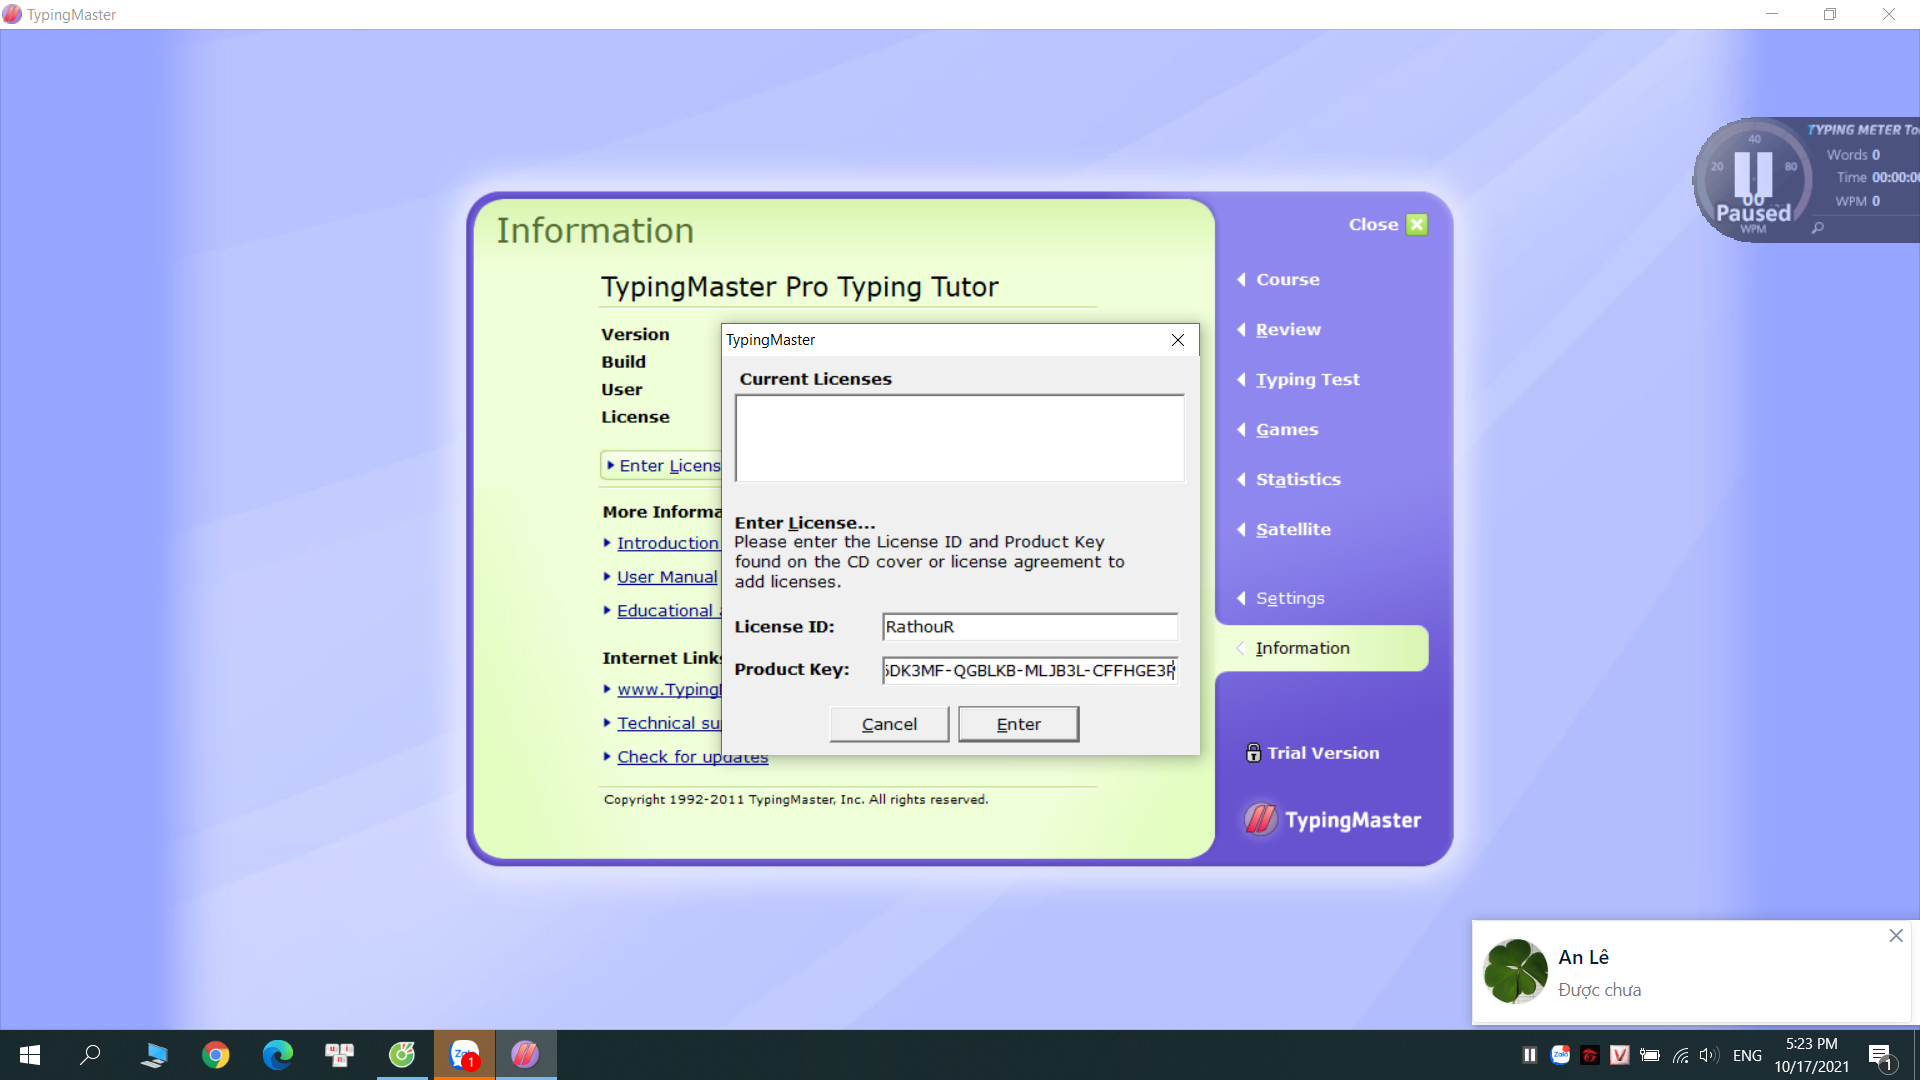 TypingMaster
TYPING METER
40
20
80
Words 0
Time 00:00:00
WPM 0
00
Paused
WPM
Information
Close
TypingMaster Pro Typing Tutor
Version
Build
User
License
Enter Licens
More Informa
Introduction
User Manual
Educational
Internet Links
www.Typing
Technical su
Check for updates
Copyright 1992-2011 TypingMaster, Inc. All rights reserved.
TypingMaster
Current Licenses
Enter License...
Please enter the License ID and Product Key
found on the CD cover or license agreement to
add licenses.
License ID: RathouR
Product Key: DK3MF-QGBLKB-MLJB3L-CFFHGE3
Cancel
Enter
Course
Review
Typing Test
Games
Statistics
Satellite
Settings
Information
Trial Version
TypingMaster
An Lê
Được chưa
1
ENG
5:23 PM
10/17/2021
1